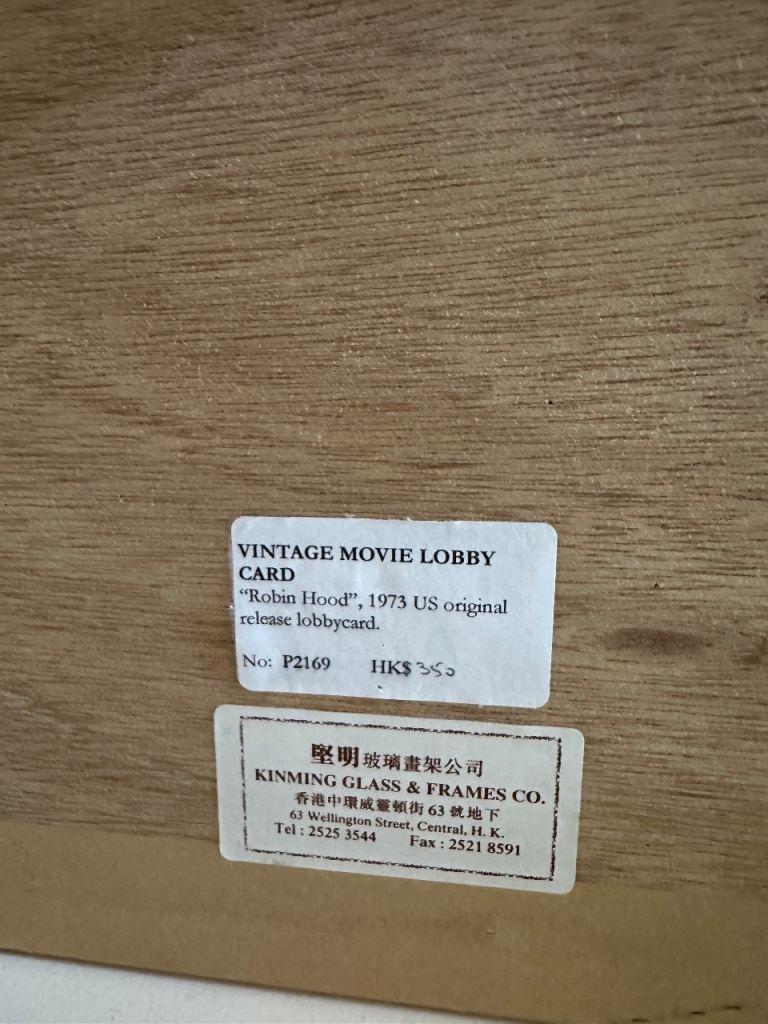 VINTAGE MOVIE LOBBY
CARD
“Robin Hood”, 1973 US original
release lobbycard.
No: P2169 HK$ 350
堅明玻璃畫架公司
KINMING GLASS & FRAMES CO.
香港中環威靈頓街 63 號地下
63 Wellington Street, Central, H. K.
Tel : 2525 3544 Fax : 2521 8591